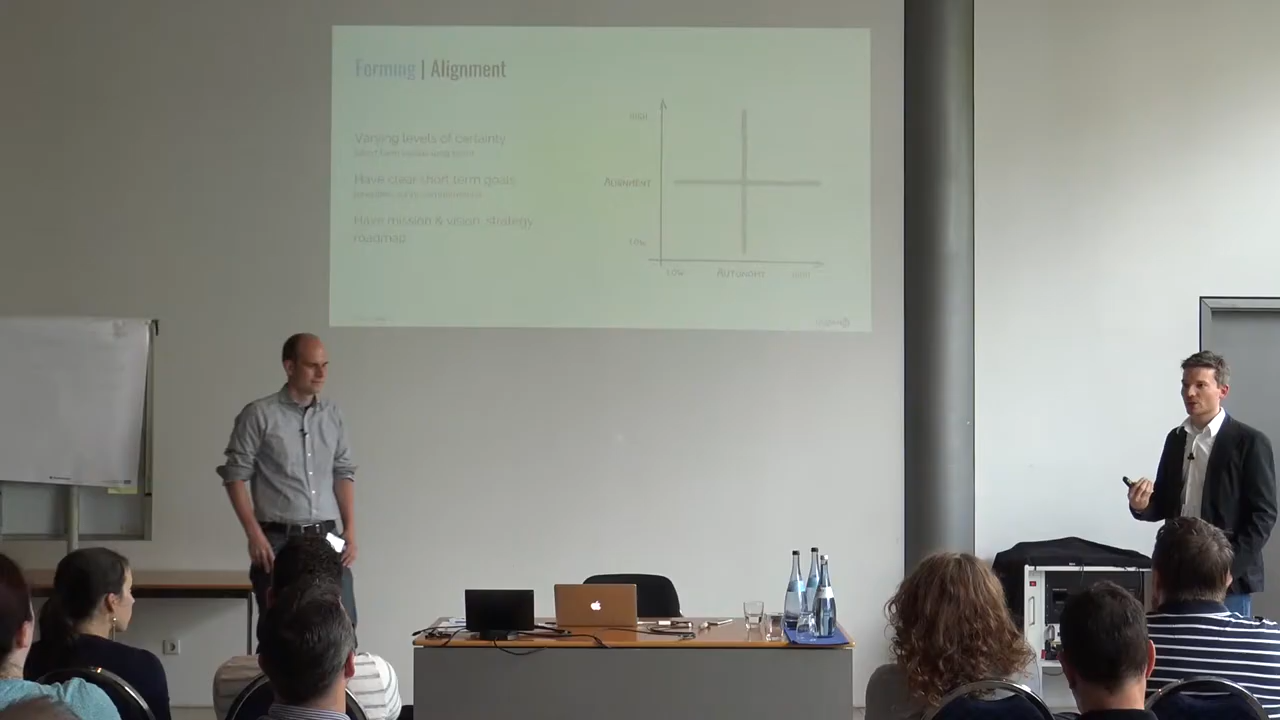 Forming | Alignment
Varying levels of certainty
Have clear short term goals
Have mission & vision, strategy
roadmap
HIGH
ALIGNMENT
LOW
LOW
AUTONOMY
HIGH